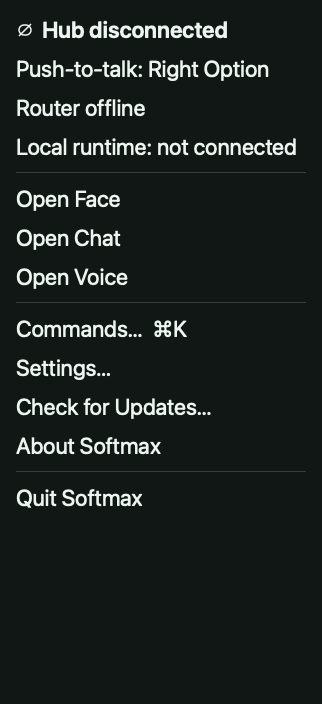 Hub disconnected
Push-to-talk: Right Option
Router offline
Local runtime: not connected
Open Face
Open Chat
Open Voice
Commands... ⌘K
Settings...
Check for Updates...
About Softmax
Quit Softmax